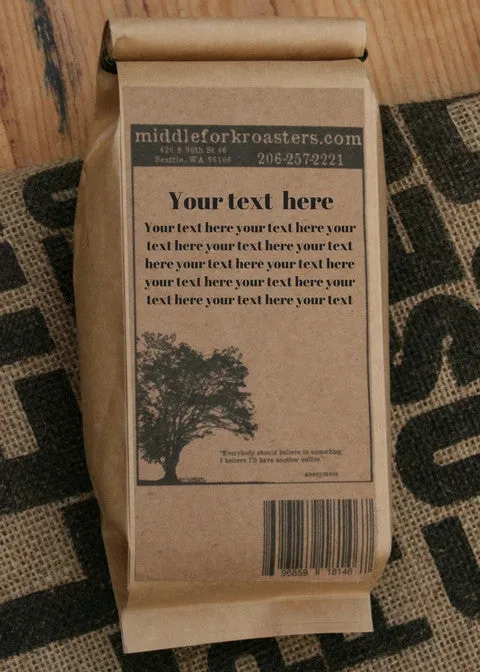 middleforkroasters.com
420 S 96th St #6
Seattle, WA 98108
206-257-2221
Your text here
Your text here your text here your
text here your text here your text
here your text here your text here
your text here your text here your
text here your text here your text
"Everybody should believe in something.
I believe I'll have another coffee."
-anonymous
96859 18146